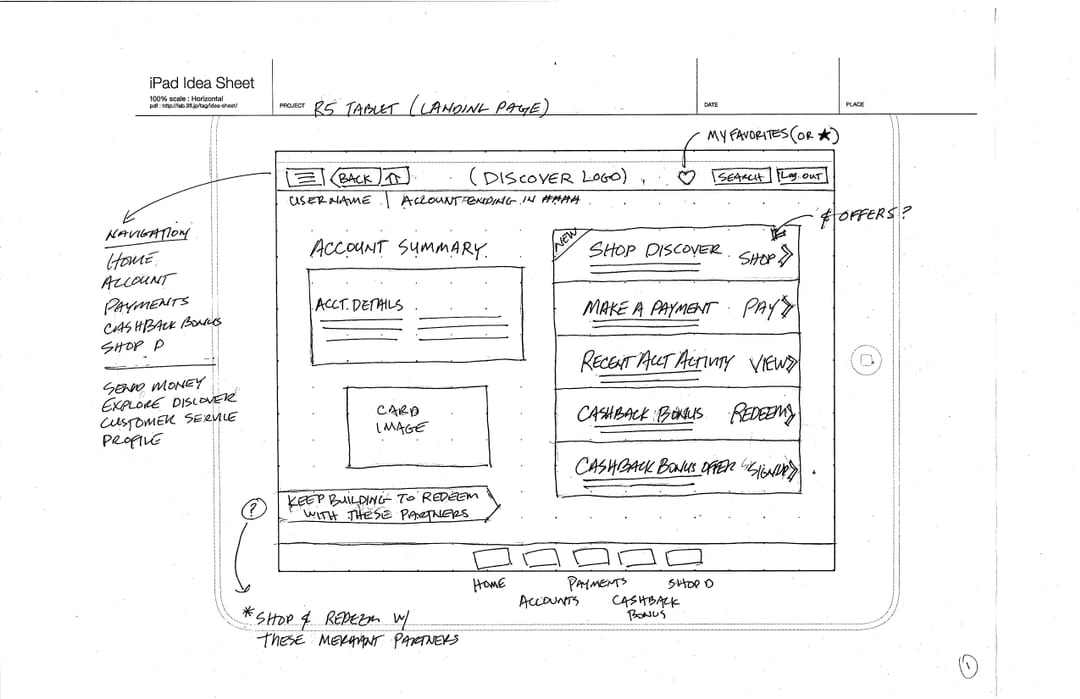 iPad Idea Sheet
100% scale : Horizontal
pdf : http://lab.3fl.jp/tag/idea-sheet/
PROJECT R5 TABLET (LANDING PAGE)
DATE
PLACE
MY FAVORITES (OR ★)
BACK
(DISCOVER LOGO)
SEARCH
LOG OUT
USER NAME | ACCOUNT ENDING IN ####
& OFFERS?
NAVIGATION
HOME
ACCOUNT
PAYMENTS
CASHBACK BONUS
SHOP D
SEND MONEY
EXPLORE DISCOVER
CUSTOMER SERVICE
PROFILE
ACCOUNT SUMMARY
ACCT. DETAILS
CARD
IMAGE
NEW
SHOP DISCOVER SHOP
MAKE A PAYMENT PAY
RECENT ACCT ACTIVITY VIEW
CASHBACK BONUS REDEEM
CASHBACK BONUS OFFER SIGNUP
?
KEEP BUILDING TO REDEEM
WITH THESE PARTNERS
HOME
ACCOUNTS
PAYMENTS
CASHBACK
BONUS
SHOP D
*SHOP & REDEEM W/
THESE MERCHANT PARTNERS
1